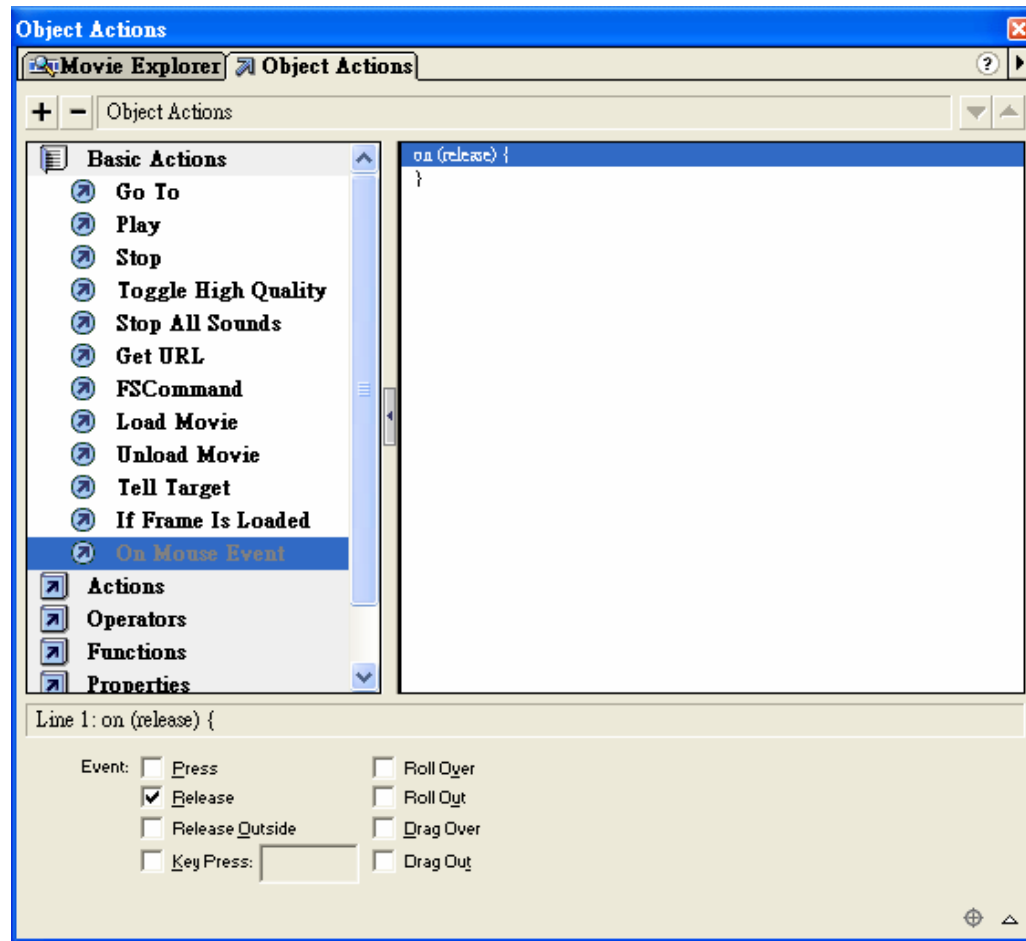 Object Actions
Movie Explorer Object Actions ?
+ - Object Actions
Basic Actions
Go To
Play
Stop
Toggle High Quality
Stop All Sounds
Get URL
FSCommand
Load Movie
Unload Movie
Tell Target
If Frame Is Loaded
On Mouse Event
Actions
Operators
Functions
Properties
on (release) {
}
Line 1: on (release) {
Event: Press Roll Over
Release Roll Out
Release Outside Drag Over
Key Press: Drag Out